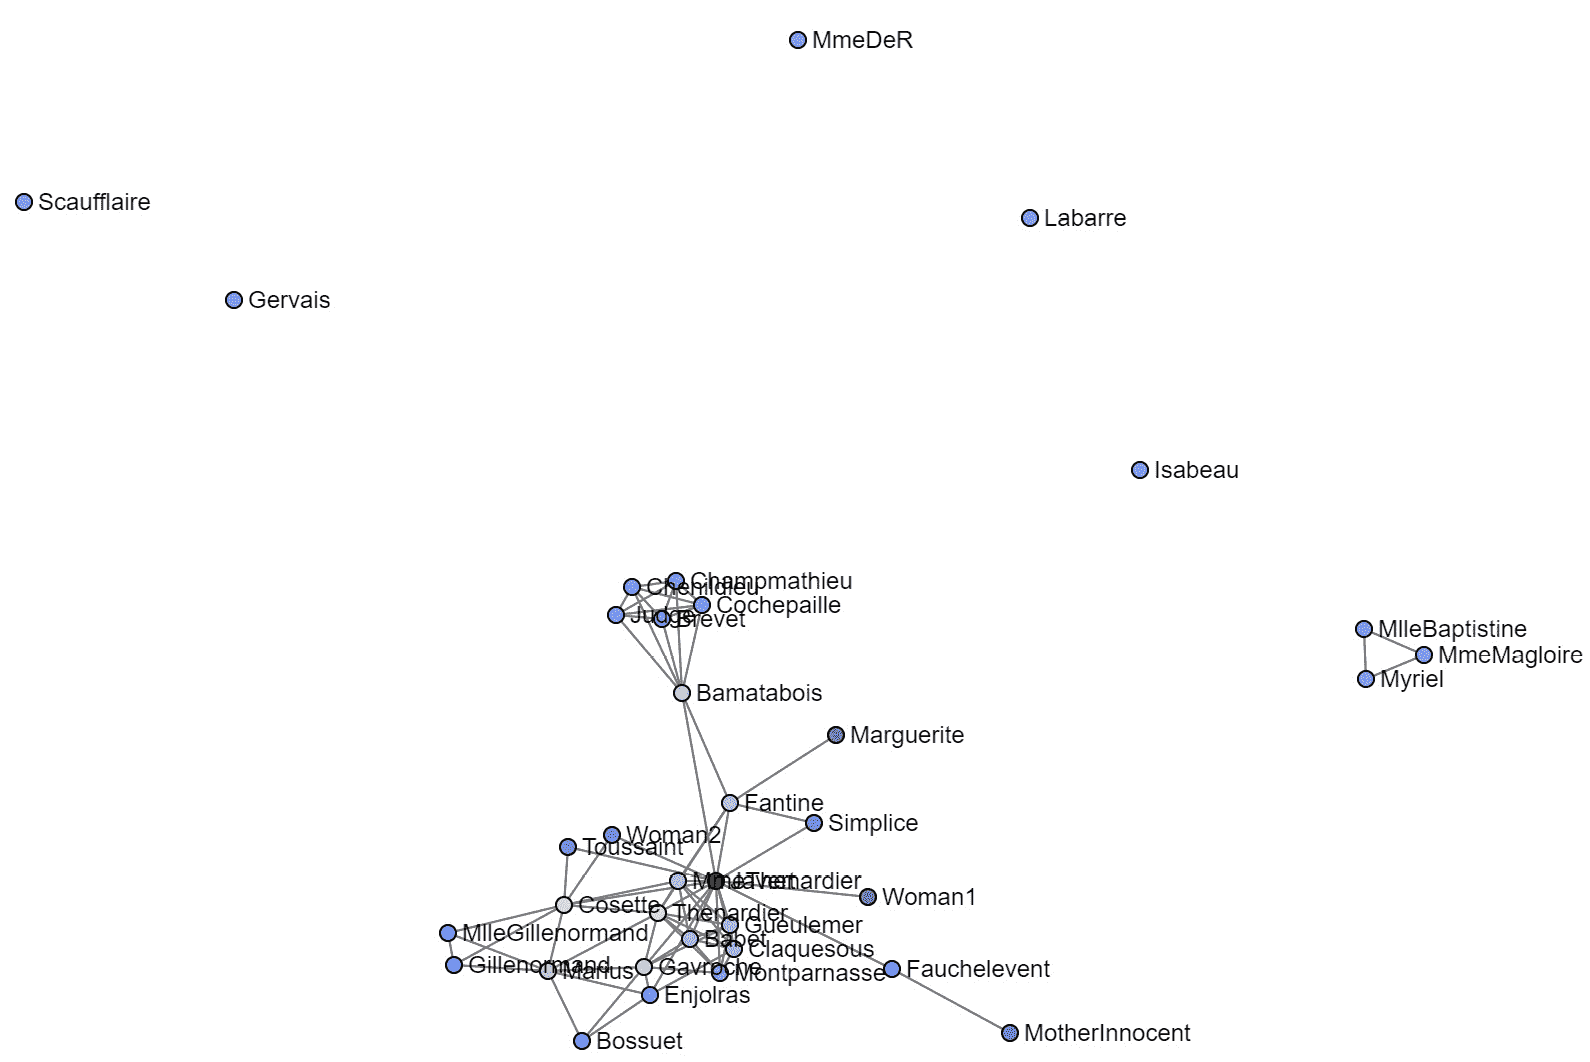 MmeDeR
Scaufflaire
Labarre
Gervais
Isabeau
Champmathieu
Chenildieu
Cochepaille
Judge
Brevet
MlleBaptistine
MmeMagloire
Myriel
Bamatabois
Marguerite
Fantine
Simplice
Woman2
Toussaint
MmeThenardier
Javert
Woman1
Cosette
Thenardier
Gueulemer
MlleGillenormand
Babet
Claquesous
Gillenormand
Marius
Gavroche
Montparnasse
Fauchelevent
Enjolras
MotherInnocent
Bossuet